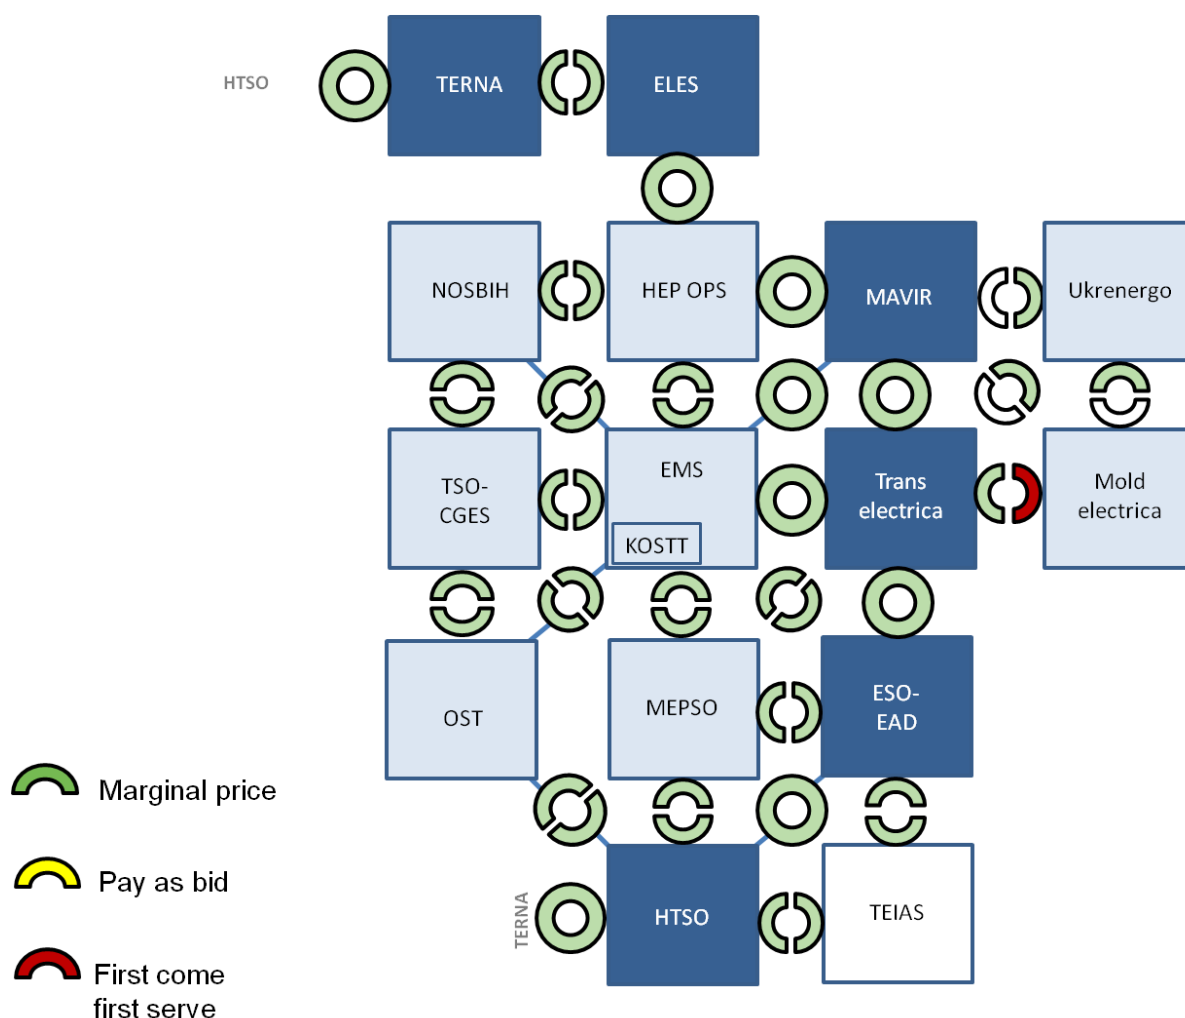 HTSO
TERNA
ELES
NOSBIH
HEP OPS
MAVIR
Ukrenergo
TSO-
CGES
EMS
KOSTT
Trans
electrica
Mold
electrica
OST
MEPSO
ESO-
EAD
Marginal price
Pay as bid
First come
first serve
TERNA
HTSO
TEIAS